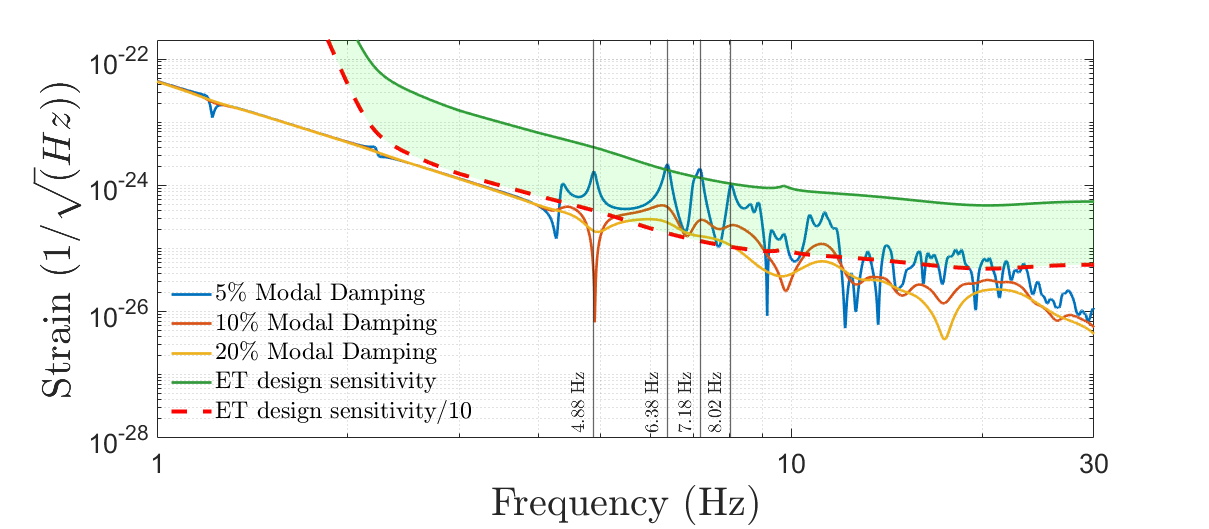 10^-22
10^-24
10^-26
10^-28
Strain (1/√(Hz))
5% Modal Damping
10% Modal Damping
20% Modal Damping
ET design sensitivity
ET design sensitivity/10
4.88 Hz
6.38 Hz
7.18 Hz
8.02 Hz
1
10
30
Frequency (Hz)